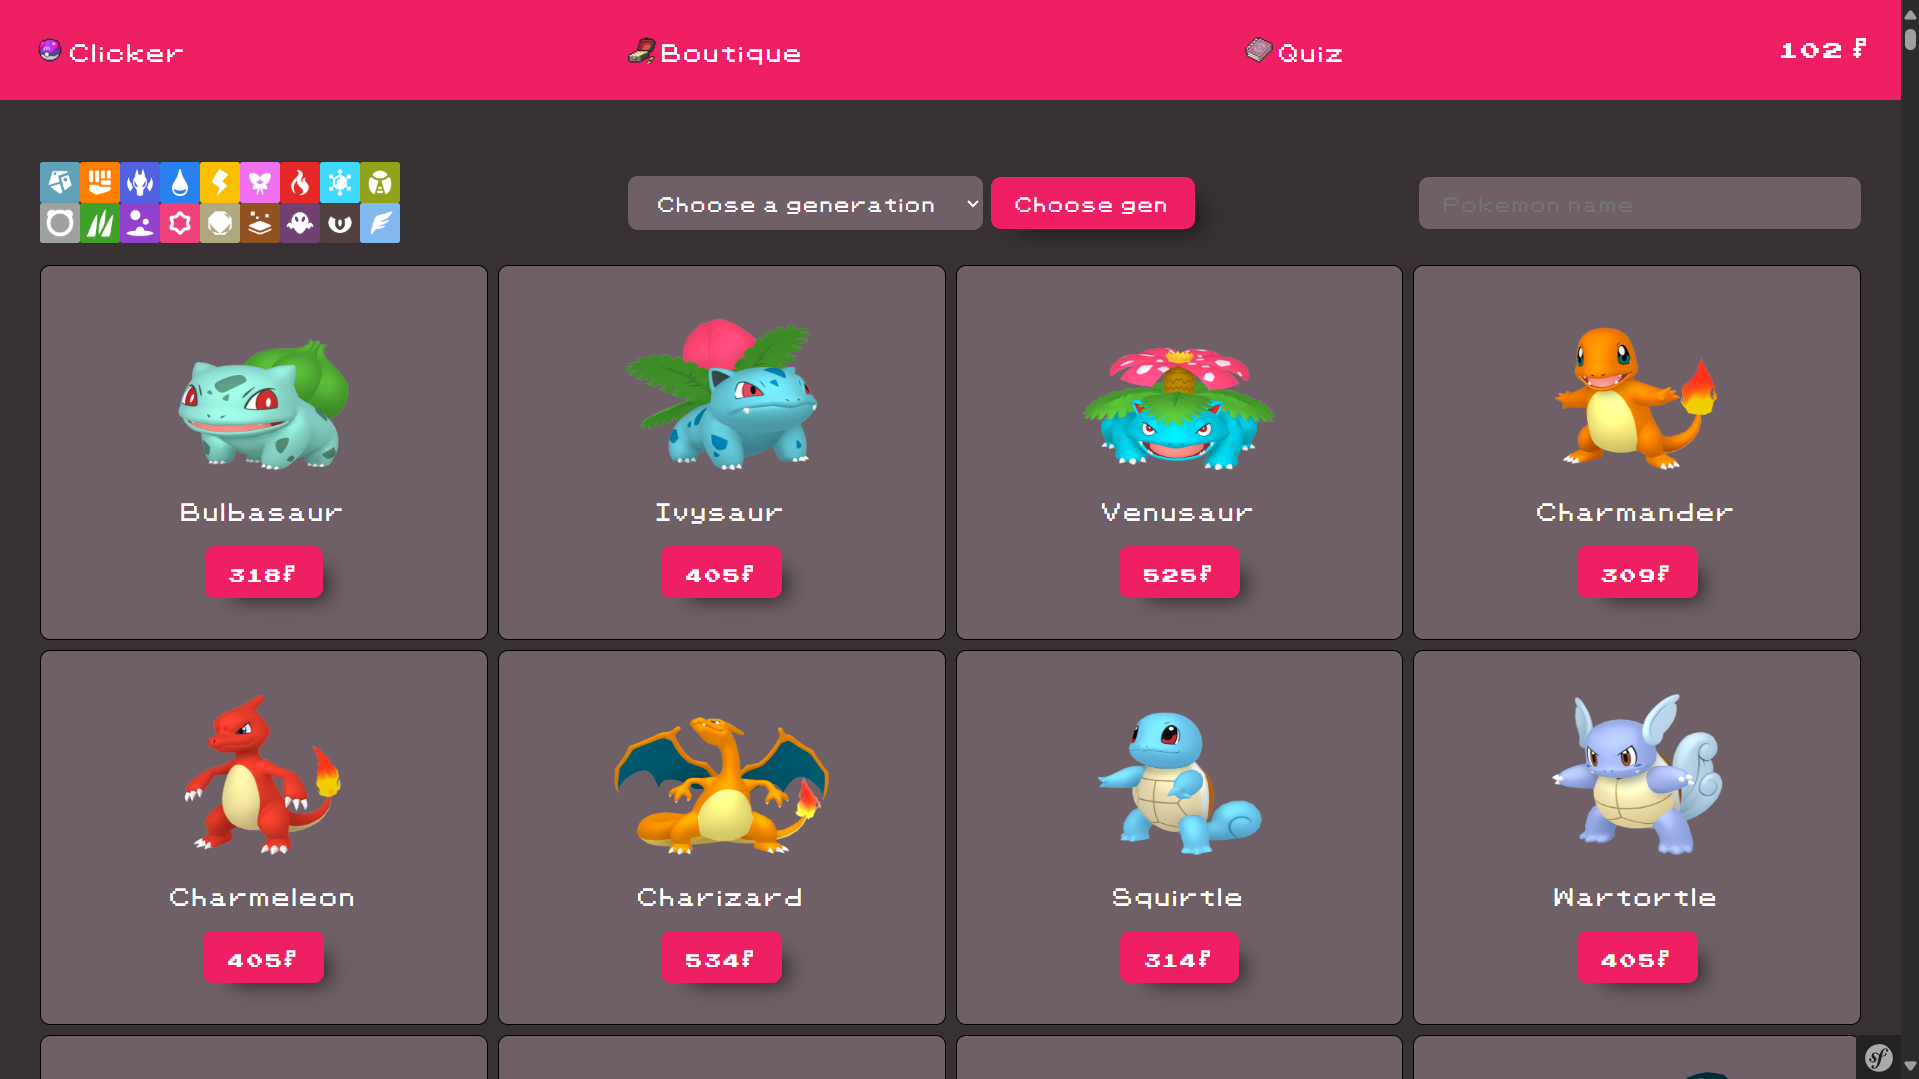 Clicker Boutique Quiz 102 ₽
Choose a generation Choose gen Pokemon name
Bulbasaur Ivysaur Venusaur Charmander
318₽ 405₽ 525₽ 309₽
Charmeleon Charizard Squirtle Wartortle
405₽ 534₽ 314₽ 405₽
sf